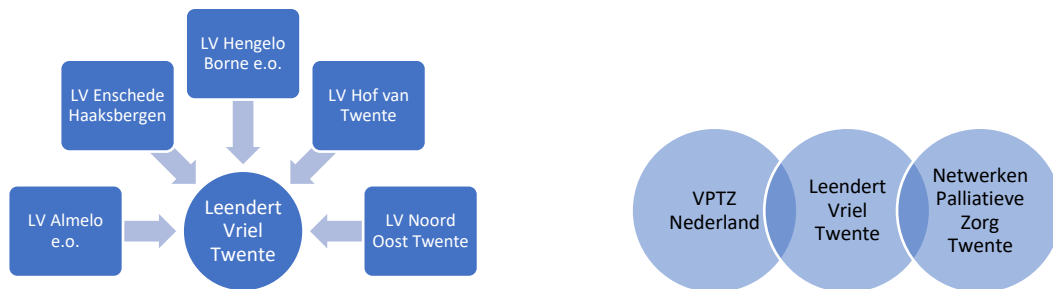 LV Hengelo
Borne e.o.
LV Enschede
Haaksbergen
LV Hof van
Twente
LV Almelo
e.o.
Leendert
Vriel
Twente
LV Noord
Oost Twente
VPTZ
Nederland
Leendert
Vriel
Twente
Netwerken
Palliatieve
Zorg
Twente